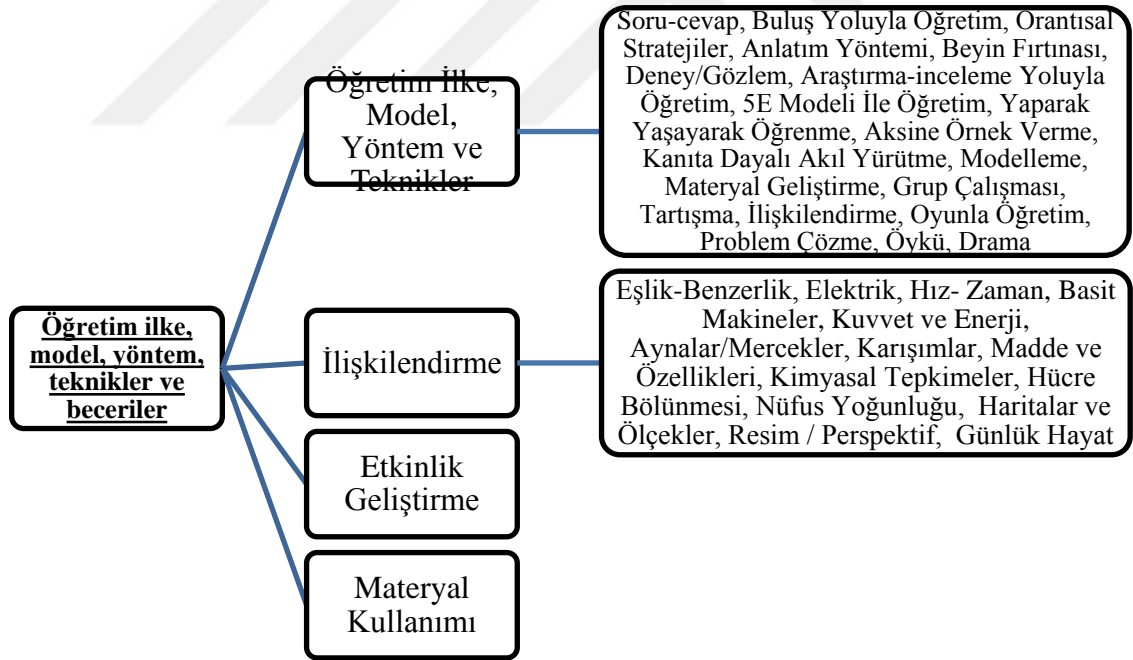 Öğretim ilke,
model, yöntem,
teknikler ve
beceriler
Öğretim İlke,
Model,
Yöntem ve
Teknikler
Soru-cevap, Buluş Yoluyla Öğretim, Orantısal
Stratejiler, Anlatım Yöntemi, Beyin Fırtınası,
Deney/Gözlem, Araştırma-inceleme Yoluyla
Öğretim, 5E Modeli İle Öğretim, Yaparak
Yaşayarak Öğrenme, Aksine Örnek Verme,
Kanıta Dayalı Akıl Yürütme, Modelleme,
Materyal Geliştirme, Grup Çalışması,
Tartışma, İlişkilendirme, Oyunla Öğretim,
Problem Çözme, Öykü, Drama
İlişkilendirme
Eşlik-Benzerlik, Elektrik, Hız- Zaman, Basit
Makineler, Kuvvet ve Enerji,
Aynalar/Mercekler, Karışımlar, Madde ve
Özellikleri, Kimyasal Tepkimeler, Hücre
Bölünmesi, Nüfus Yoğunluğu, Haritalar ve
Ölçekler, Resim / Perspektif, Günlük Hayat
Etkinlik
Geliştirme
Materyal
Kullanımı